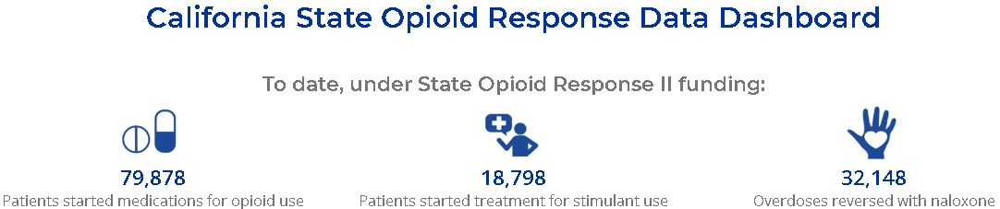 California State Opioid Response Data Dashboard
To date, under State Opioid Response II funding:
79,878
Patients started medications for opioid use
18,798
Patients started treatment for stimulant use
32,148
Overdoses reversed with naloxone